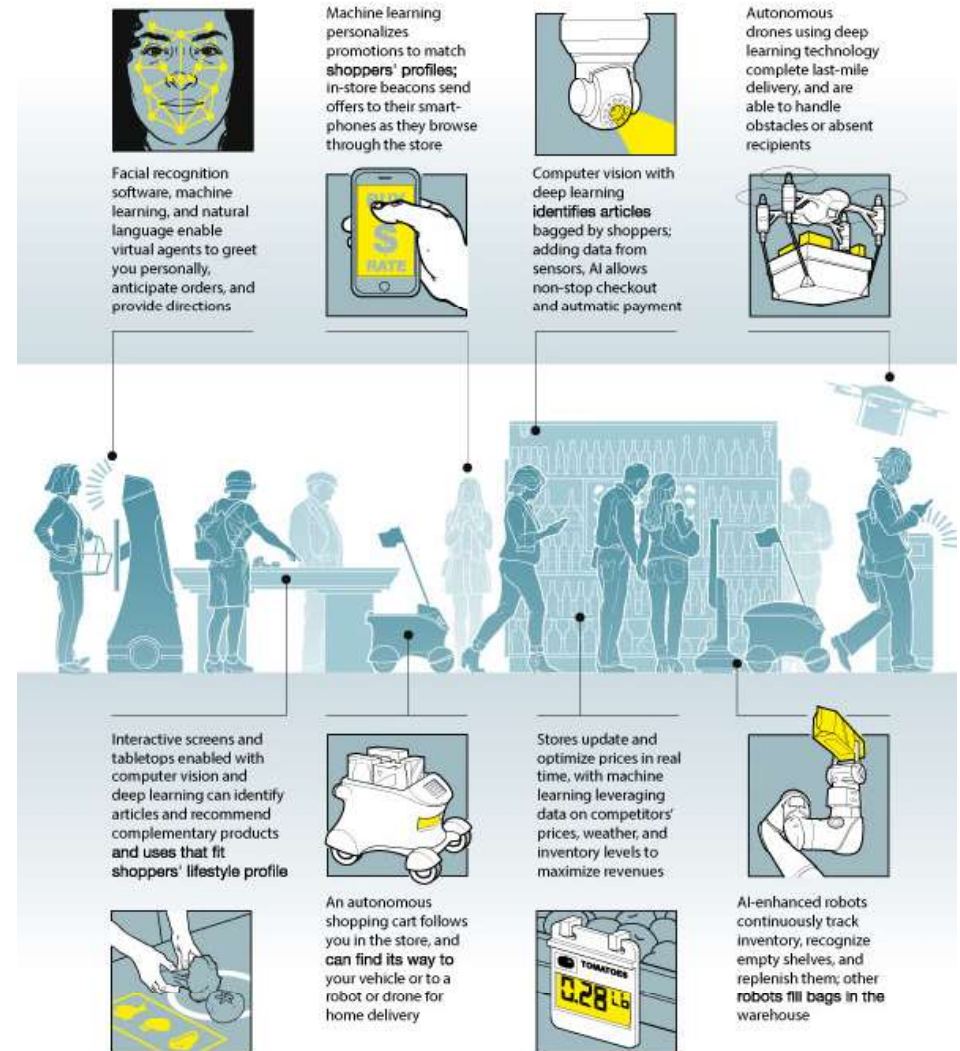 Machine learning
personalizes
promotions to match
shoppers' profiles;
in-store beacons send
offers to their smart-
phones as they browse
through the store
Autonomous
drones using deep
learning technology
complete last-mile
delivery, and are
able to handle
obstacles or absent
recipients
Facial recognition
software, machine
learning, and natural
language enable
virtual agents to greet
you personally,
anticipate orders, and
provide directions
BUY
$
RATE
Computer vision with
deep learning
identifies articles
bagged by shoppers;
adding data from
sensors, AI allows
non-stop checkout
and autmatic payment
Interactive screens and
tabletops enabled with
computer vision and
deep learning can identify
articles and recommend
complementary products
and uses that fit
shoppers' lifestyle profile
An autonomous
shopping cart follows
you in the store, and
can find its way to
your vehicle or to a
robot or drone for
home delivery
Stores update and
optimize prices in real
time, with machine
learning leveraging
data on competitors'
prices, weather, and
inventory levels to
maximize revenues
TOMATOES
0.28 Lb
AI-enhanced robots
continuously track
inventory, recognize
empty shelves, and
replenish them; other
robots fill bags in the
warehouse